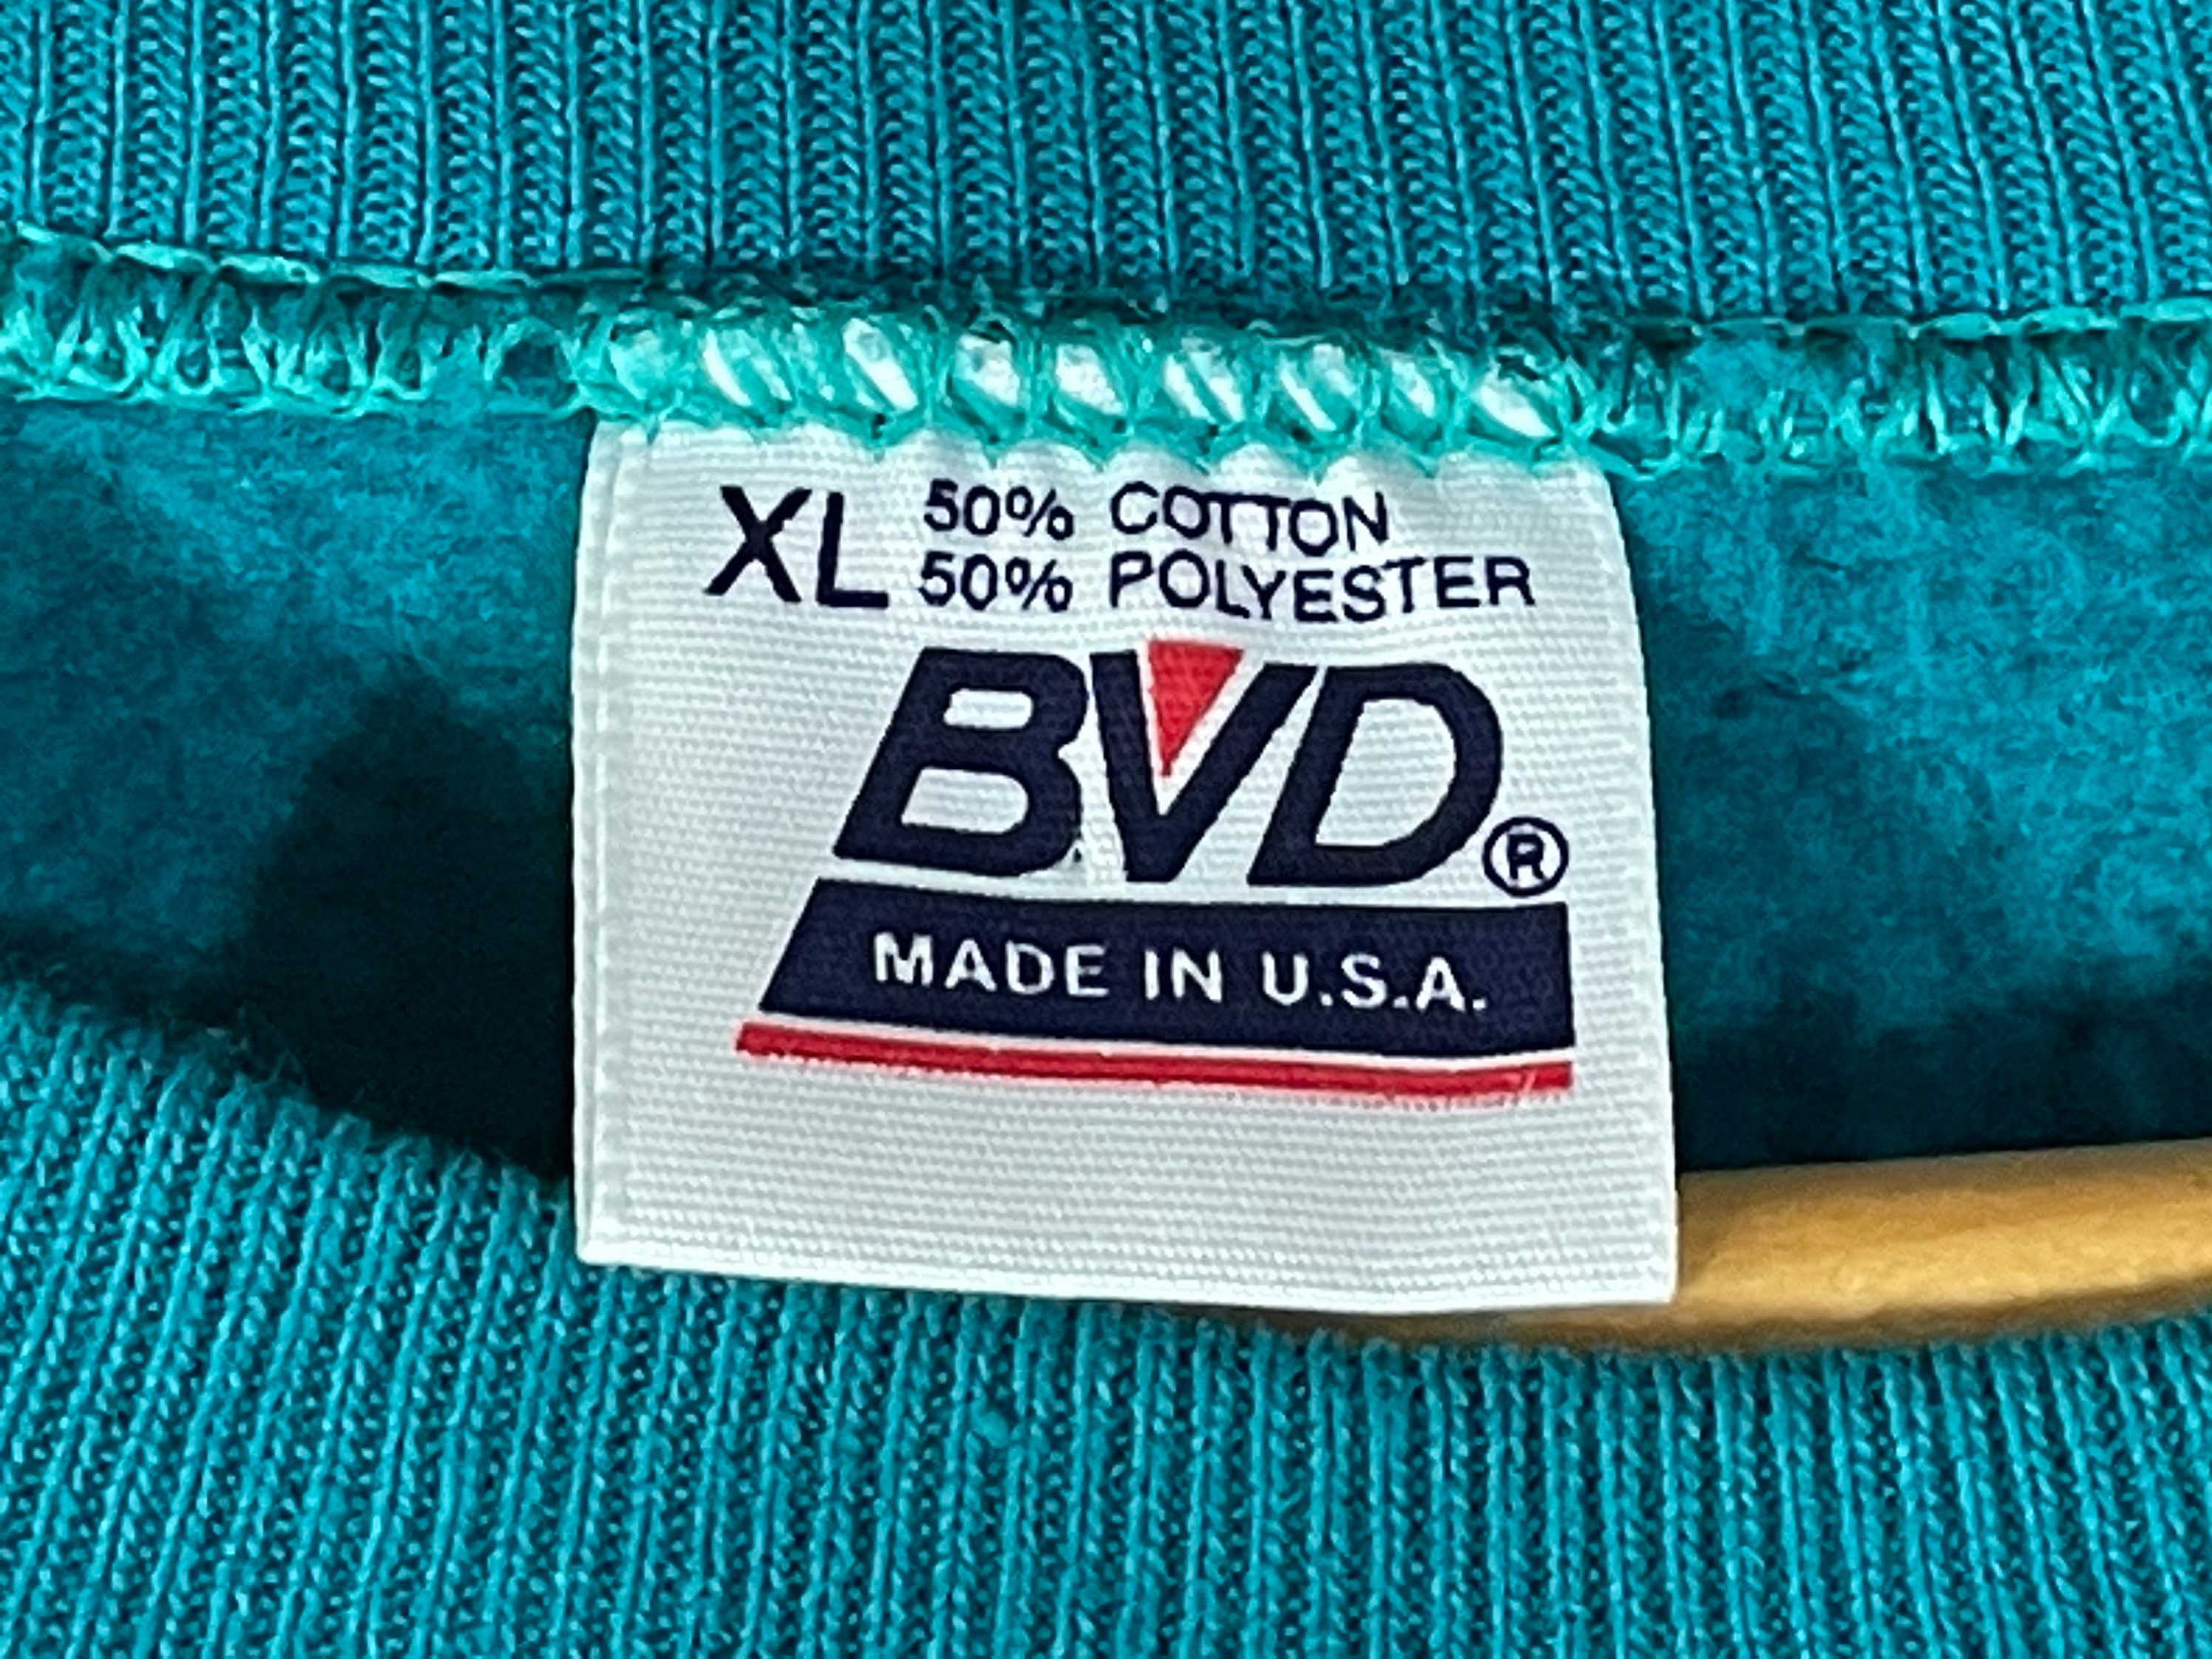 XL 50% COTTON
50% POLYESTER
BVD®
MADE IN U.S.A.